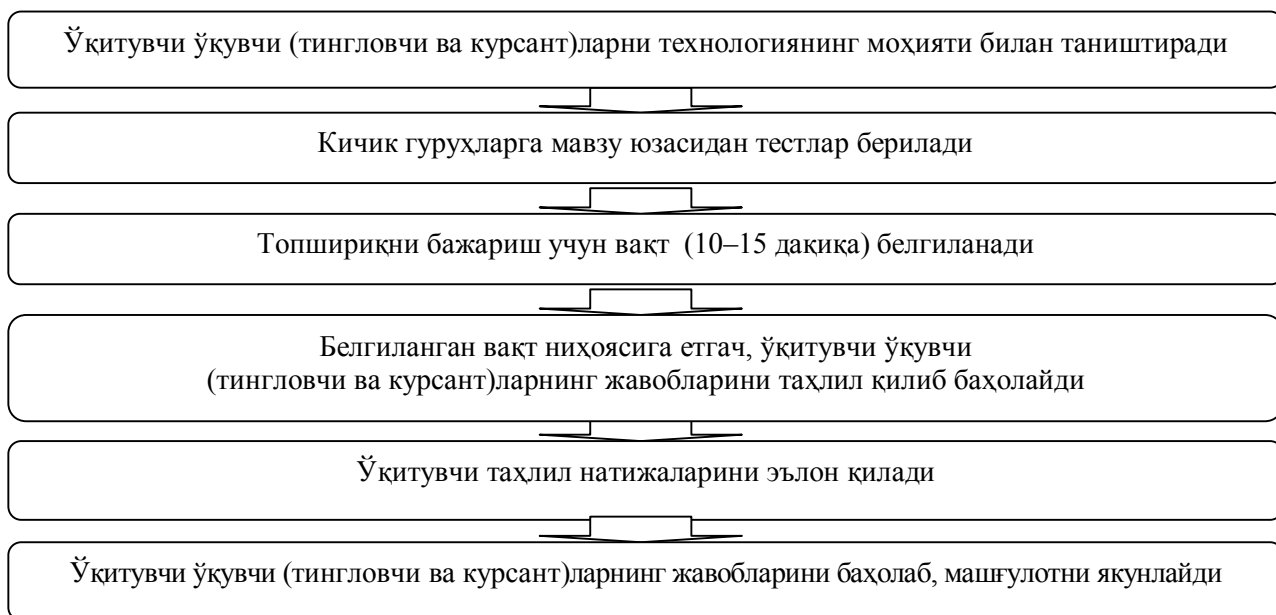 Ўқитувчи ўқувчи (тингловчи ва курсант)ларни технологиянинг моҳияти билан таништиради
Кичик гуруҳларга мавзу юзасидан тестлар берилади
Топшириқни бажариш учун вақт (10–15 дақиқа) белгиланади
Белгиланган вақт ниҳоясига етгач, ўқитувчи ўқувчи
(тингловчи ва курсант)ларнинг жавобларини таҳлил қилиб баҳолайди
Ўқитувчи таҳлил натижаларини эълон қилади
Ўқитувчи ўқувчи (тингловчи ва курсант)ларнинг жавобларини баҳолаб, машғулотни якунлайди